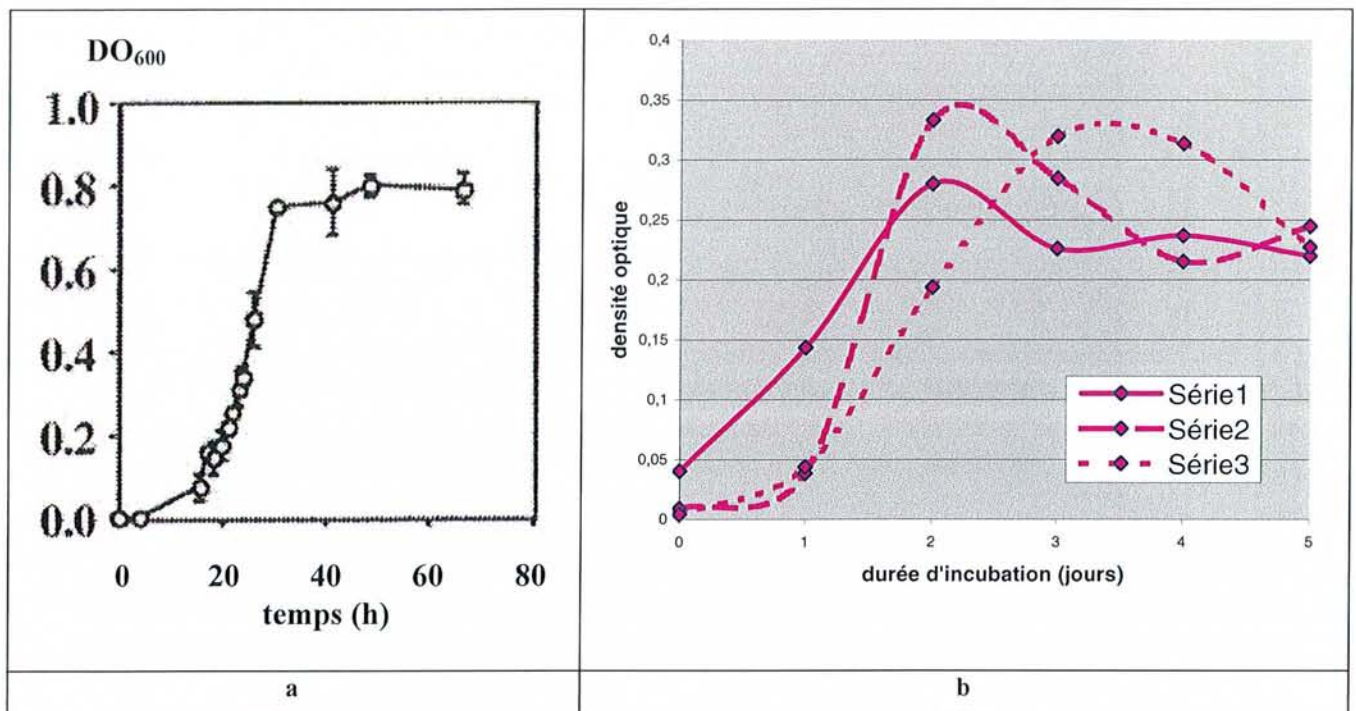 DO600
1.0
0.8
0.6
0.4
0.2
0.0
0 20 40 60 80
temps (h)
a
0,4
0,35
0,3
0,25
0,2
0,15
0,1
0,05
0
densité optique
0 1 2 3 4 5
durée d'incubation (jours)
Série1
Série2
Série3
b